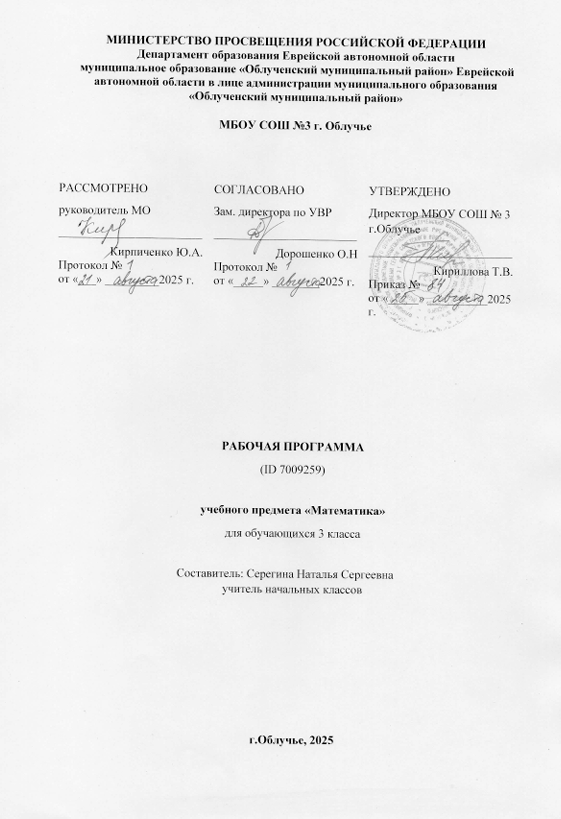 МИНИСТЕРСТВО ПРОСВЕЩЕНИЯ РОССИЙСКОЙ ФЕДЕРАЦИИ
Департамент образования Еврейской автономной области
муниципальное образование «Облученский муниципальный район» Еврейской
автономной области в лице администрации муниципального образования
«Облученский муниципальный район»
МБОУ СОШ №3 г. Облучье
РАССМОТРЕНО
руководитель МО
Кирпиченко Ю.А.
Протокол № 1
от «21» августа 2025 г.
СОГЛАСОВАНО
Зам. директора по УВР
Дорошенко О.Н
Протокол № 1
от « 22 » августа 2025 г.
УТВЕРЖДЕНО
Директор МБОУ СОШ № 3
г.Облучье
Кириллова Т.В.
Приказ № 84
от « 25 » августа 2025
г.
РАБОЧАЯ ПРОГРАММА
(ID 7009259)
учебного предмета «Математика»
для обучающихся 3 класса
Составитель: Серегина Наталья Сергеевна
учитель начальных классов
г.Облучье, 2025